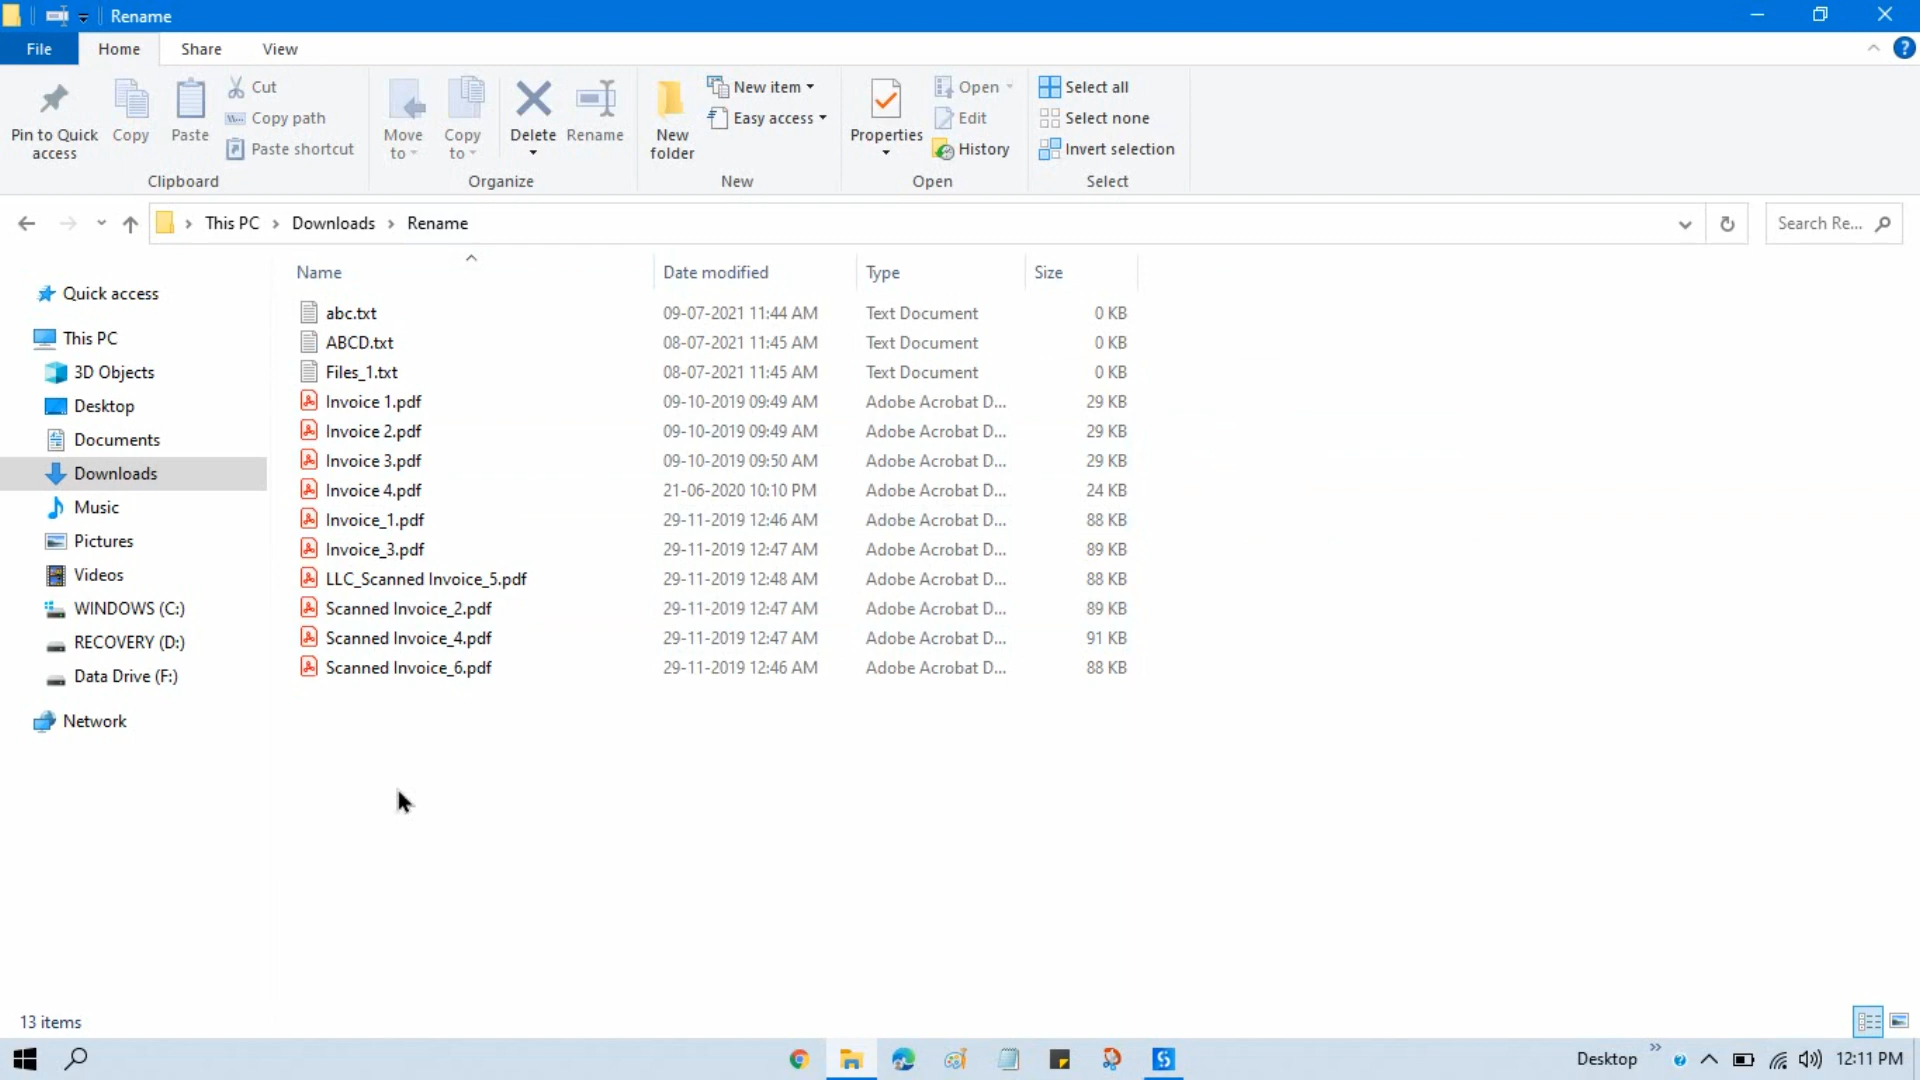 Rename
File Home Share View
Pin to Quick access
Copy
Paste
Cut
Copy path
Paste shortcut
Clipboard
Move to
Copy to
Delete
Rename
Organize
New folder
New item
Easy access
New
Properties
Open
Edit
History
Open
Select all
Select none
Invert selection
Select
This PC Downloads Rename
Search Re...
Quick access
This PC
3D Objects
Desktop
Documents
Downloads
Music
Pictures
Videos
WINDOWS (C:)
RECOVERY (D:)
Data Drive (F:)
Network
Name Date modified Type Size
abc.txt 09-07-2021 11:44 AM Text Document 0 KB
ABCD.txt 08-07-2021 11:45 AM Text Document 0 KB
Files_1.txt 08-07-2021 11:45 AM Text Document 0 KB
Invoice 1.pdf 09-10-2019 09:49 AM Adobe Acrobat D... 29 KB
Invoice 2.pdf 09-10-2019 09:49 AM Adobe Acrobat D... 29 KB
Invoice 3.pdf 09-10-2019 09:50 AM Adobe Acrobat D... 29 KB
Invoice 4.pdf 21-06-2020 10:10 PM Adobe Acrobat D... 24 KB
Invoice_1.pdf 29-11-2019 12:46 AM Adobe Acrobat D... 88 KB
Invoice_3.pdf 29-11-2019 12:47 AM Adobe Acrobat D... 89 KB
LLC_Scanned Invoice_5.pdf 29-11-2019 12:48 AM Adobe Acrobat D... 88 KB
Scanned Invoice_2.pdf 29-11-2019 12:47 AM Adobe Acrobat D... 89 KB
Scanned Invoice_4.pdf 29-11-2019 12:47 AM Adobe Acrobat D... 91 KB
Scanned Invoice_6.pdf 29-11-2019 12:46 AM Adobe Acrobat D... 88 KB
13 items
Desktop 12:11 PM